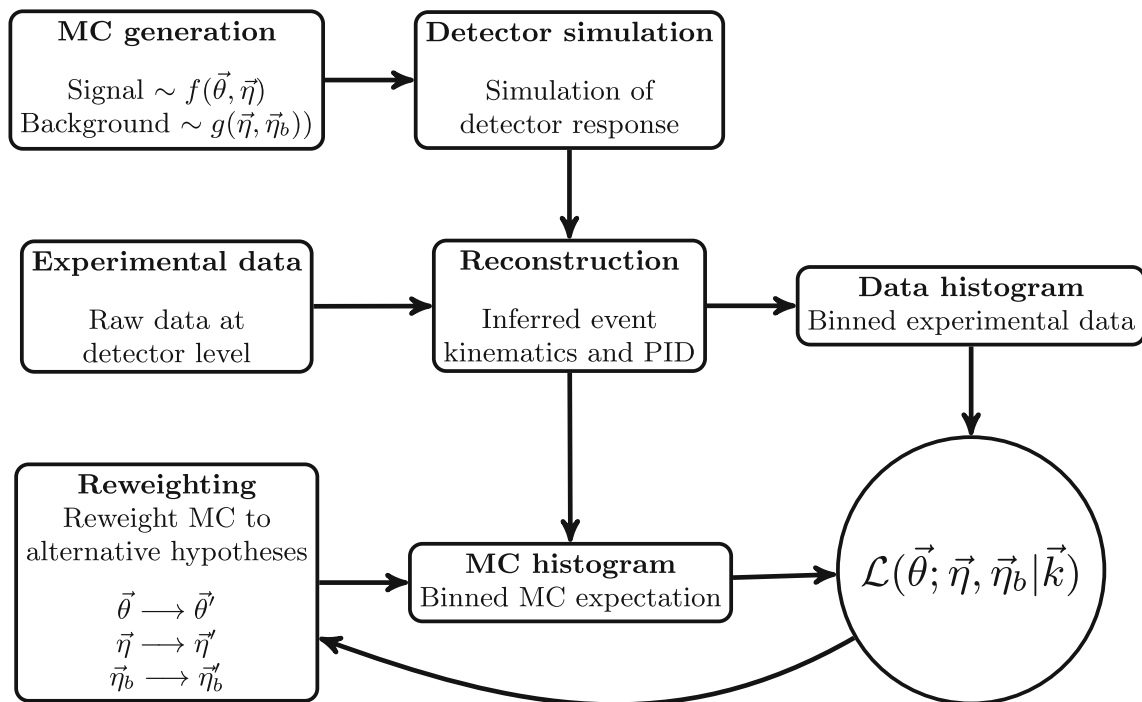 MC generation
Signal ∼ f(θ⃗, η⃗)
Background ∼ g(η⃗, η⃗_b))
Detector simulation
Simulation of
detector response
Experimental data
Raw data at
detector level
Reconstruction
Inferred event
kinematics and PID
Data histogram
Binned experimental data
Reweighting
Reweight MC to
alternative hypotheses
θ⃗ ⟶ θ⃗′
η⃗ ⟶ η⃗′
η⃗_b ⟶ η⃗′_b
MC histogram
Binned MC expectation
ℒ(θ⃗; η⃗, η⃗_b|k⃗)